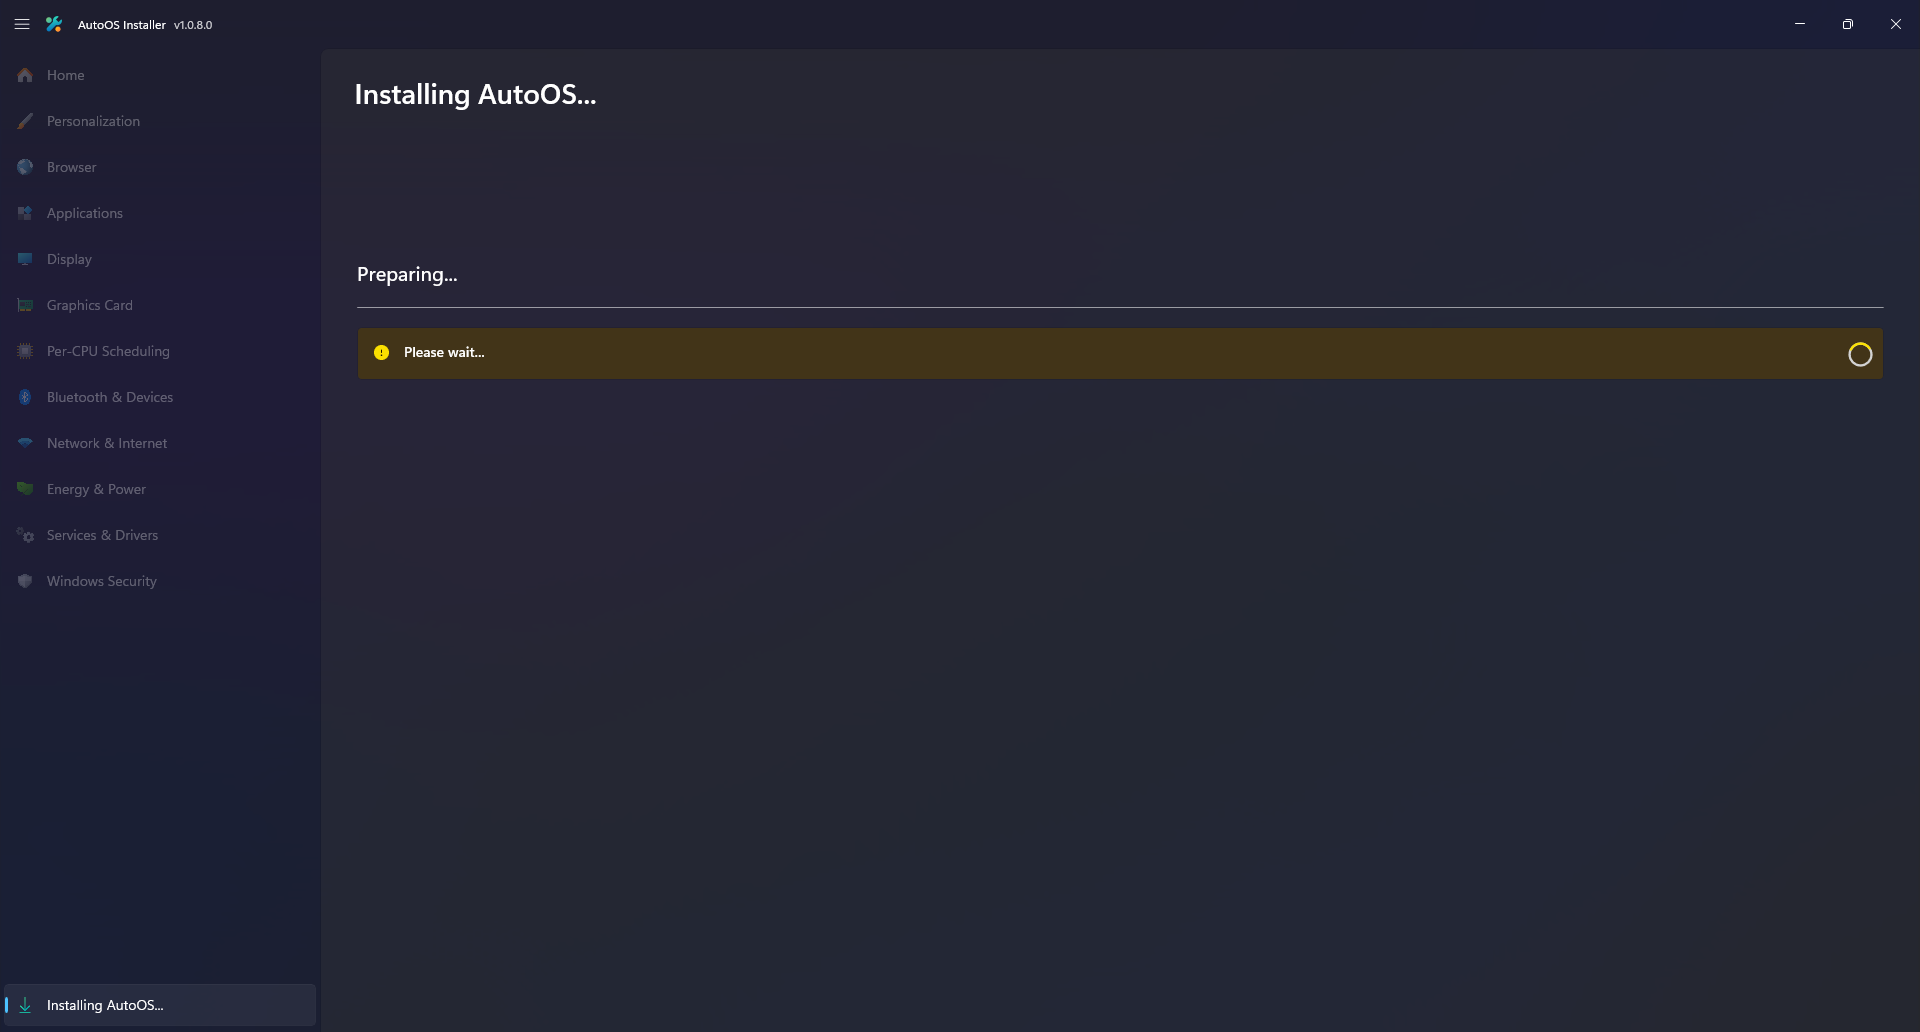 AutoOS Installer v1.0.8.0
Home
Personalization
Browser
Applications
Display
Graphics Card
Per-CPU Scheduling
Bluetooth & Devices
Network & Internet
Energy & Power
Services & Drivers
Windows Security
Installing AutoOS...
Installing AutoOS...
Preparing...
Please wait...